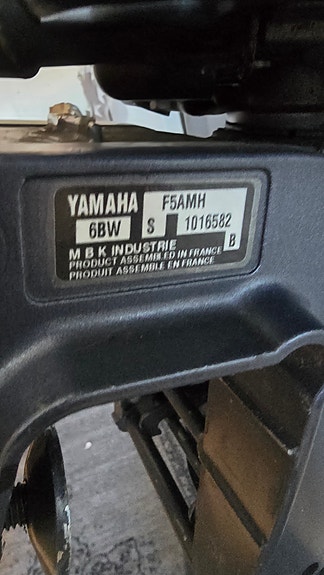 YAMAHA F5AMH
6BW S 1016582
B
M B K INDUSTRIE
PRODUCT ASSEMBLED IN FRANCE
PRODUIT ASSEMBLE EN FRANCE